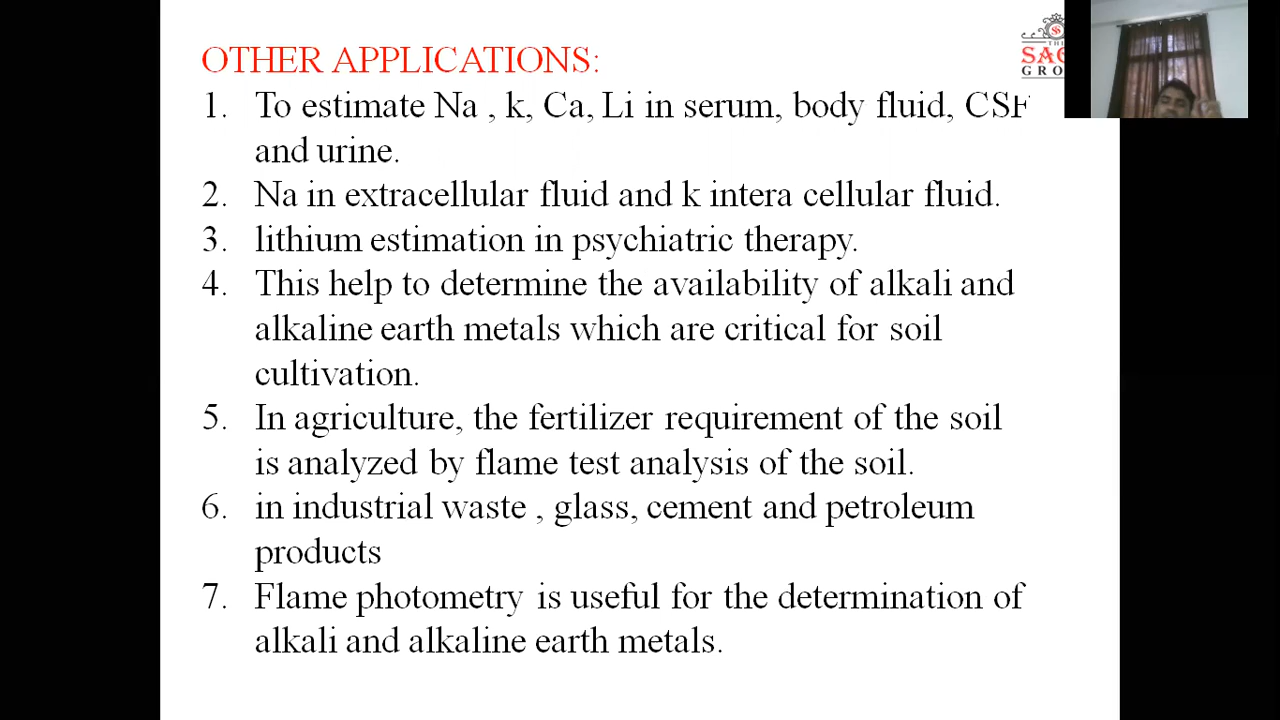 OTHER APPLICATIONS:
1. To estimate Na , k, Ca, Li in serum, body fluid, CSF
and urine.
2. Na in extracellular fluid and k intera cellular fluid.
3. lithium estimation in psychiatric therapy.
4. This help to determine the availability of alkali and
alkaline earth metals which are critical for soil
cultivation.
5. In agriculture, the fertilizer requirement of the soil
is analyzed by flame test analysis of the soil.
6. in industrial waste , glass, cement and petroleum
products
7. Flame photometry is useful for the determination of
alkali and alkaline earth metals.